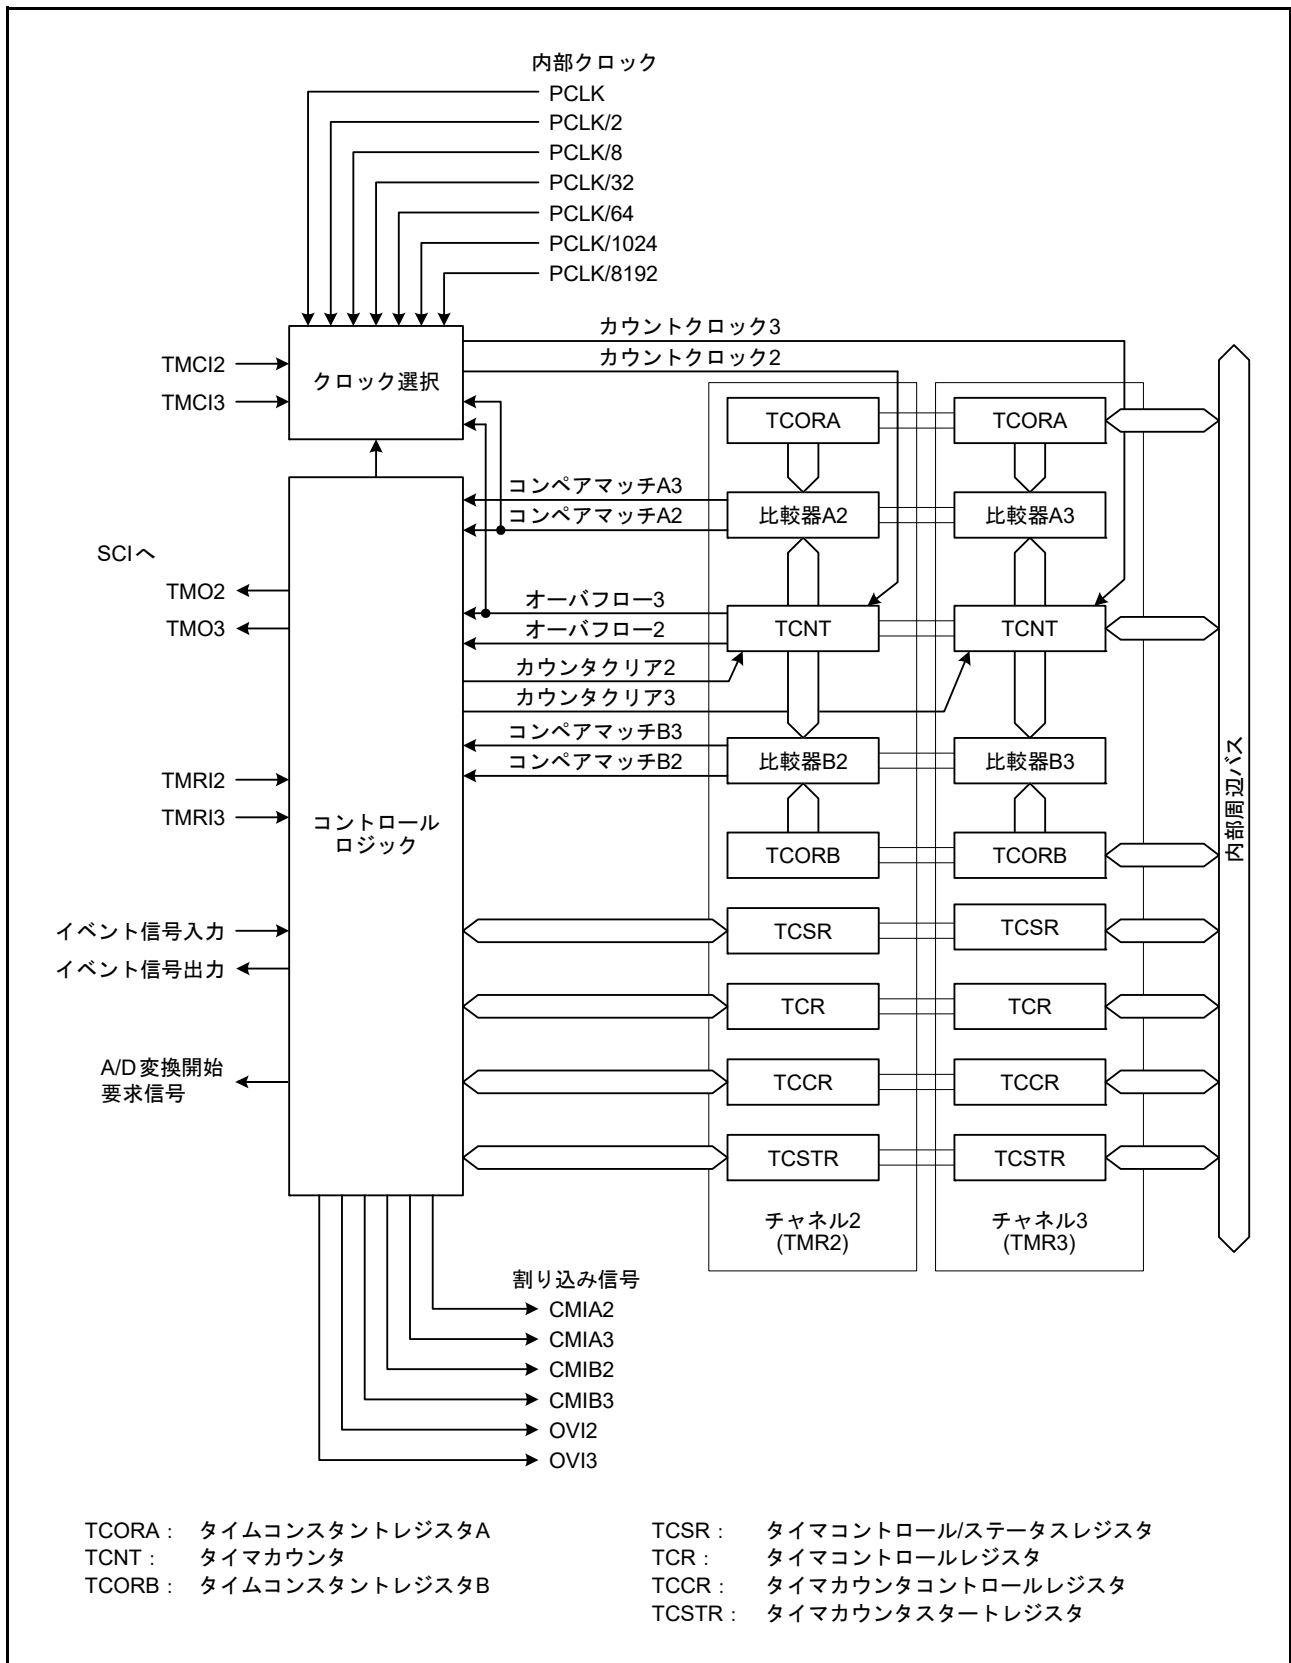 内部クロック
PCLK
PCLK/2
PCLK/8
PCLK/32
PCLK/64
PCLK/1024
PCLK/8192
カウントクロック3
カウントクロック2
TMCI2
TMCI3
クロック選択
TCORA
TCORA
コンペアマッチA3
コンペアマッチA2
比較器A2
比較器A3
SCIへ
TMO2
TMO3
オーバフロー3
オーバフロー2
TCNT
TCNT
カウンタクリア2
カウンタクリア3
コンペアマッチB3
コンペアマッチB2
比較器B2
比較器B3
内部周辺バス
TMRI2
TMRI3
コントロール
ロジック
TCORB
TCORB
イベント信号入力
イベント信号出力
TCSR
TCSR
TCR
TCR
A/D変換開始
要求信号
TCCR
TCCR
TCSTR
TCSTR
チャネル2
(TMR2)
チャネル3
(TMR3)
割り込み信号
CMIA2
CMIA3
CMIB2
CMIB3
OVI2
OVI3
TCORA : タイムコンスタントレジスタA
TCNT : タイマカウンタ
TCORB : タイムコンスタントレジスタB
TCSR : タイマコントロール/ステータスレジスタ
TCR : タイマコントロールレジスタ
TCCR : タイマカウンタコントロールレジスタ
TCSTR : タイマカウンタスタートレジスタ